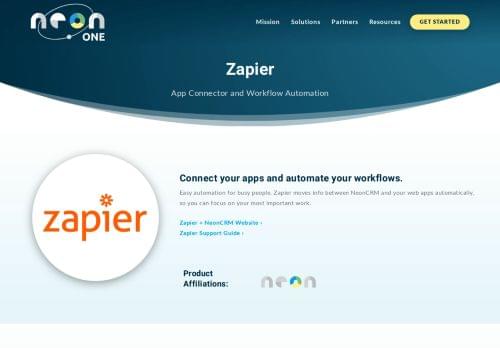 neon ONE
Mission Solutions Partners Resources GET STARTED
Zapier
App Connector and Workflow Automation
Connect your apps and automate your workflows.
Easy automation for busy people. Zapier moves info between NeonCRM and your web apps automatically,
so you can focus on your most important work.
zapier
Zapier + NeonCRM Website ›
Zapier Support Guide ›
Product
Affiliations:
neon